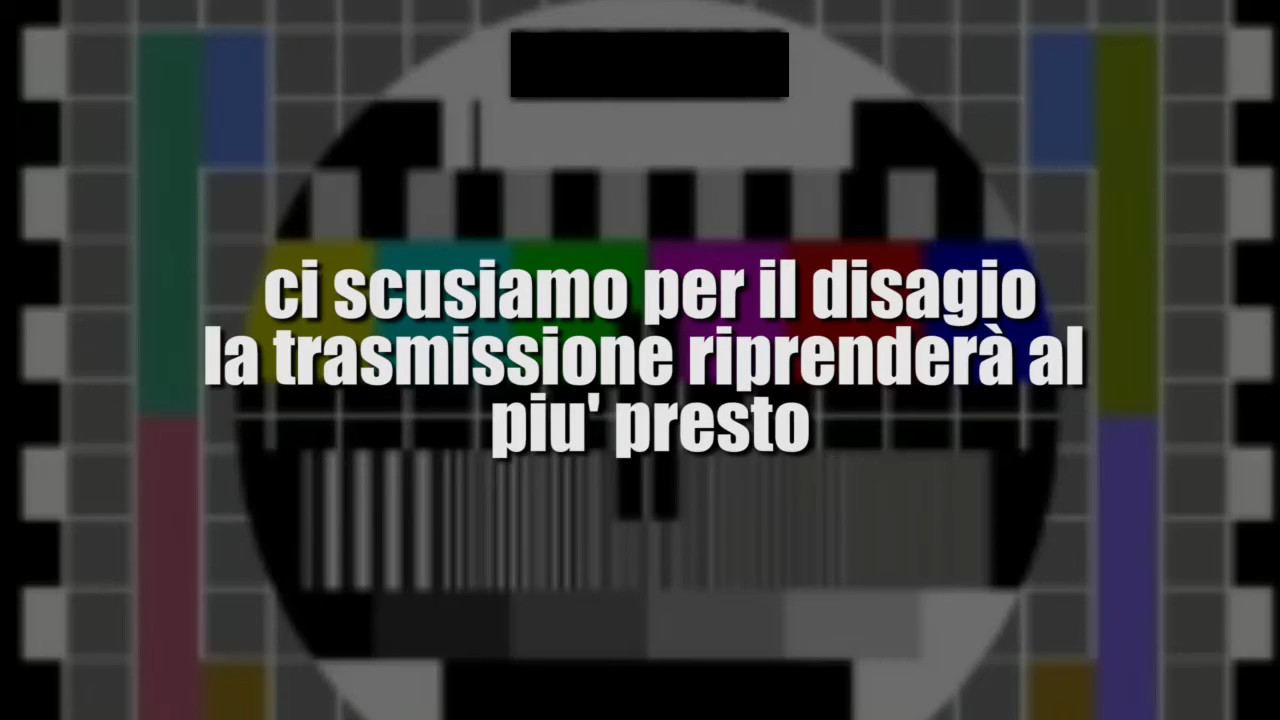 ci scusiamo per il disagio
la trasmissione riprenderà al
piu' presto